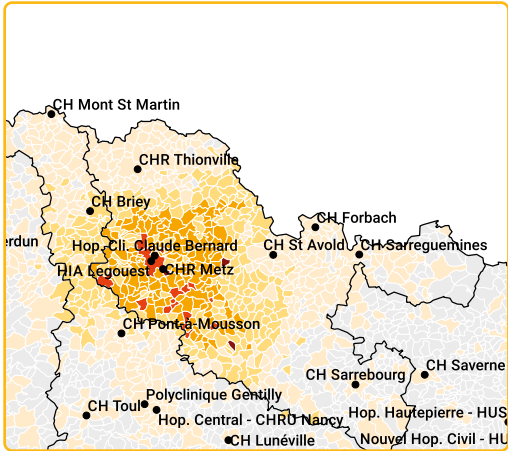 CH Mont St Martin
CHR Thionville
CH Briey
CH Forbach
erdun
Hop. Cli. Claude Bernard
CH St Avold
CH Sarreguemines
HIA Legouest
CHR Metz
CH Pont-à-Mousson
CH Sarrebourg
CH Saverne
Polyclinique Gentilly
CH Toul
Hop. Central - CHRU Nancy
Hop. Hautepierre - HUS
CH Lunéville
Nouvel Hop. Civil - HU